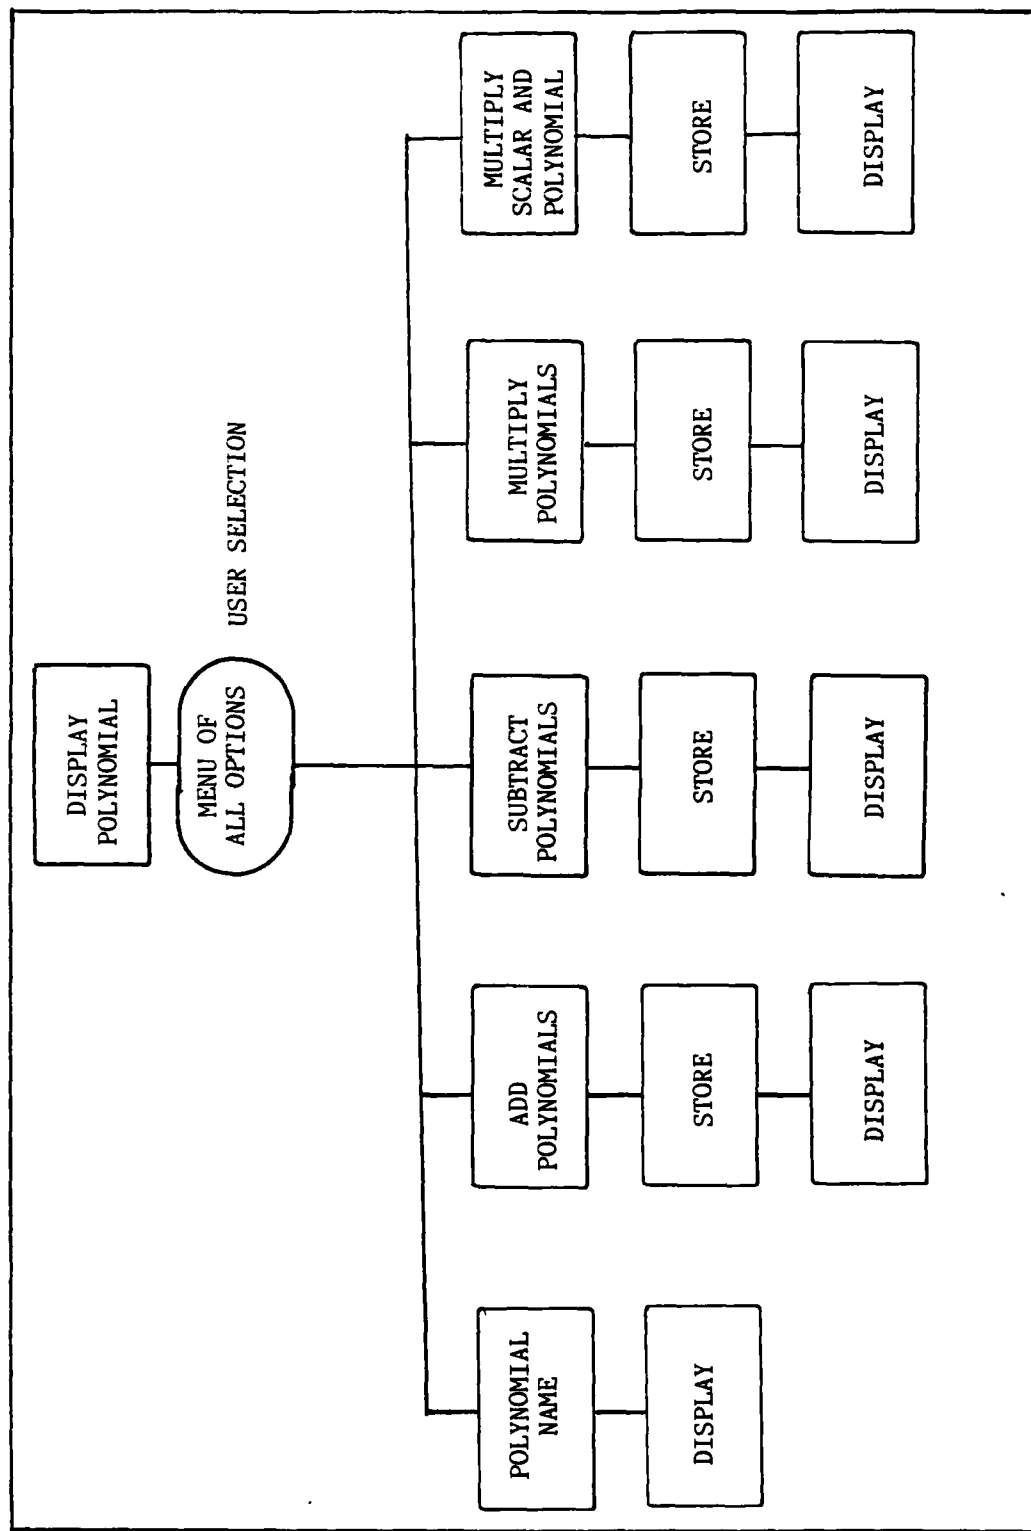 DISPLAY
POLYNOMIAL
MENU OF
ALL OPTIONS
USER SELECTION
POLYNOMIAL
NAME
DISPLAY
ADD
POLYNOMIALS
STORE
DISPLAY
SUBTRACT
POLYNOMIALS
STORE
DISPLAY
MULTIPLY
POLYNOMIALS
STORE
DISPLAY
MULTIPLY
SCALAR AND
POLYNOMIAL
STORE
DISPLAY